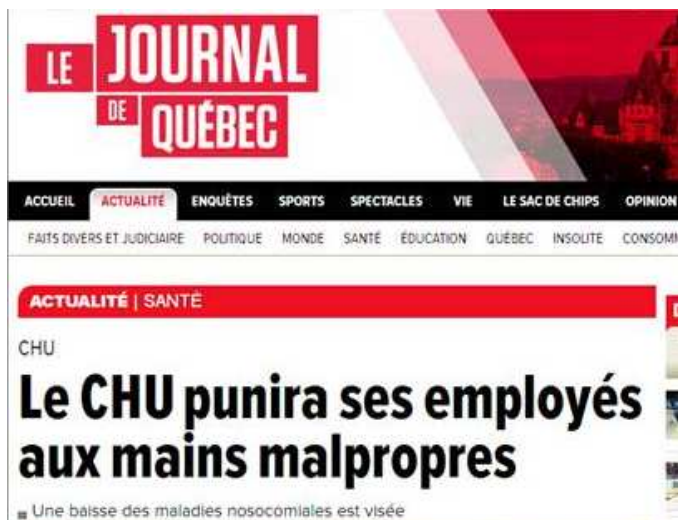 LE JOURNAL
DE QUÉBEC
ACCUEIL ACTUALITÉ ENQUÊTES SPORTS SPECTACLES VIE LE SAC DE CHIPS OPINION
FAITS DIVERS ET JUDICIAIRE POLITIQUE MONDE SANTÉ ÉDUCATION QUÉBEC INSOLITE
ACTUALITÉ | SANTÉ
CHU
Le CHU punira ses employés
aux mains malpropres
Une baisse des maladies nosocomiales est visée